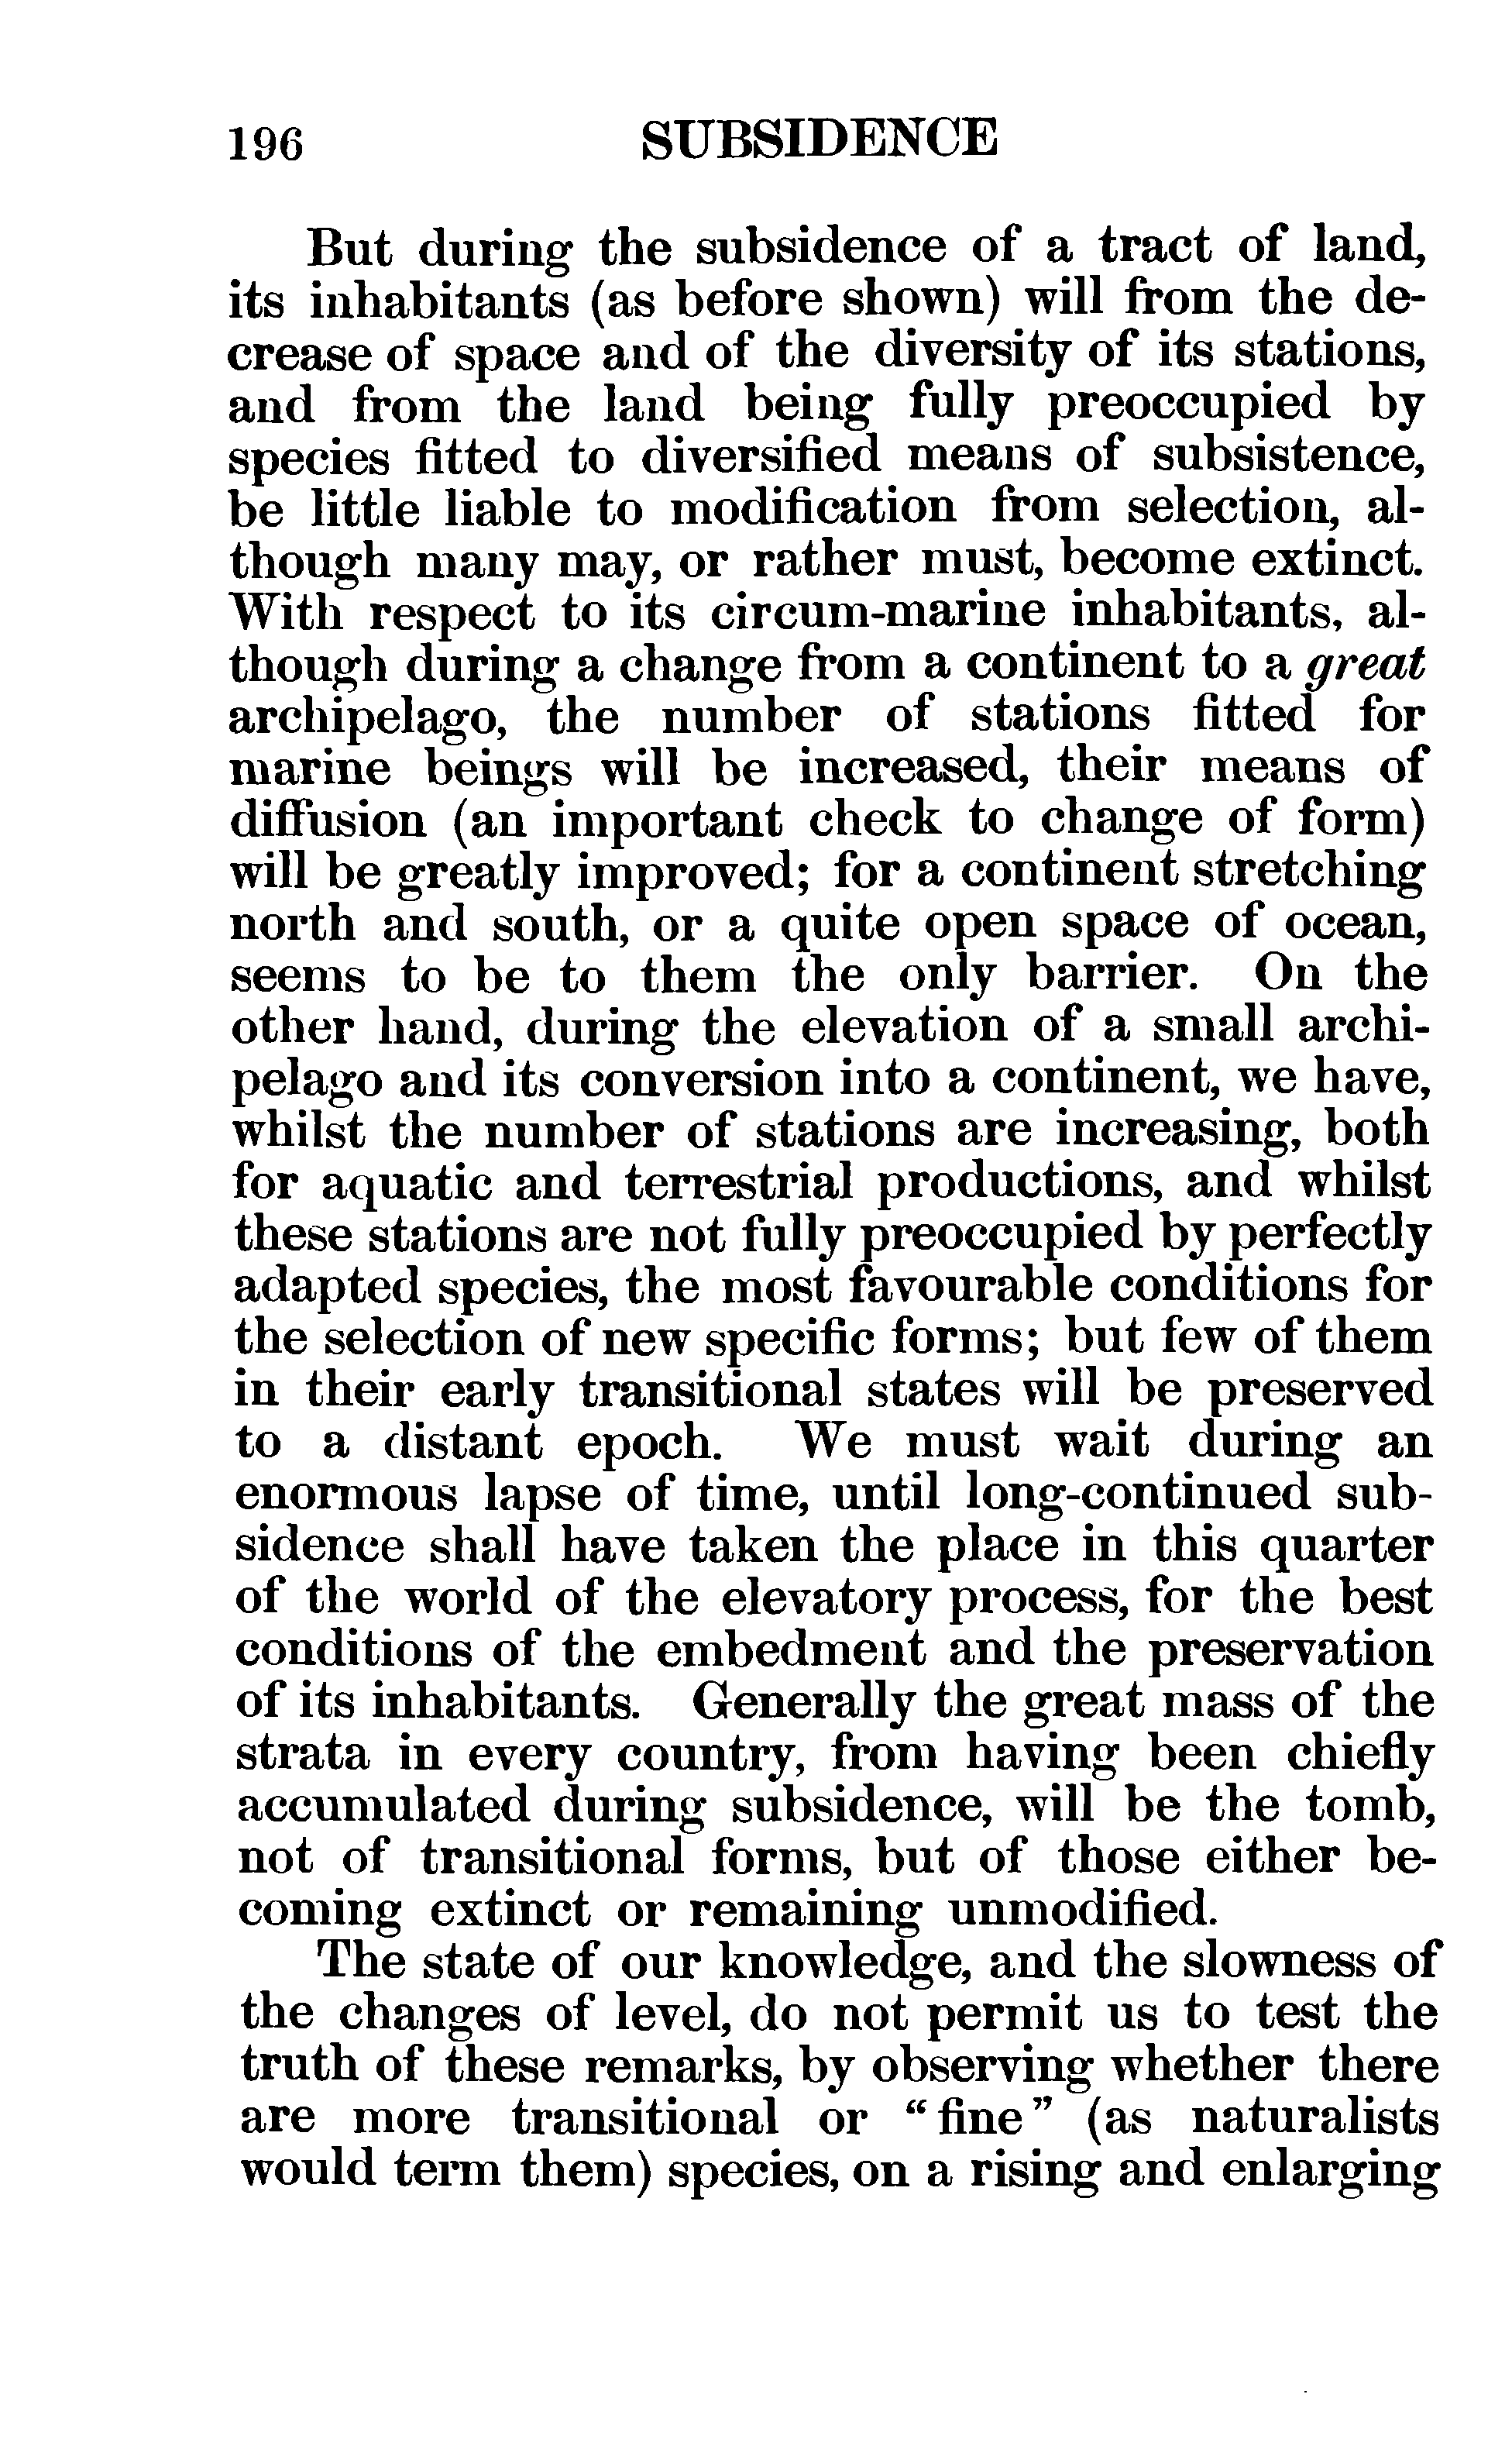 196 SUBSIDENCE
But during the subsidence of a tract of land,
its inhabitants (as before shown) will from the de-
crease of space and of the diversity of its stations,
and from the land being fully preoccupied by
species fitted to diversified means of subsistence,
be little liable to modification from selection, al-
though many may, or rather must, become extinct.
With respect to its circum-marine inhabitants, al-
though during a change from a continent to a great
archipelago, the number of stations fitted for
marine beings will be increased, their means of
diffusion (an important check to change of form)
will be greatly improved; for a continent stretching
north and south, or a quite open space of ocean,
seems to be to them the only barrier. On the
other hand, during the elevation of a small archi-
pelago and its conversion into a continent, we have,
whilst the number of stations are increasing, both
for aquatic and terrestrial productions, and whilst
these stations are not fully preoccupied by perfectly
adapted species, the most favourable conditions for
the selection of new specific forms; but few of them
in their early transitional states will be preserved
to a distant epoch. We must wait during an
enormous lapse of time, until long-continued sub-
sidence shall have taken the place in this quarter
of the world of the elevatory process, for the best
conditions of the embedment and the preservation
of its inhabitants. Generally the great mass of the
strata in every country, from having been chiefly
accumulated during subsidence, will be the tomb,
not of transitional forms, but of those either be-
coming extinct or remaining unmodified.
The state of our knowledge, and the slowness of
the changes of level, do not permit us to test the
truth of these remarks, by observing whether there
are more transitional or “fine” (as naturalists
would term them) species, on a rising and enlarging